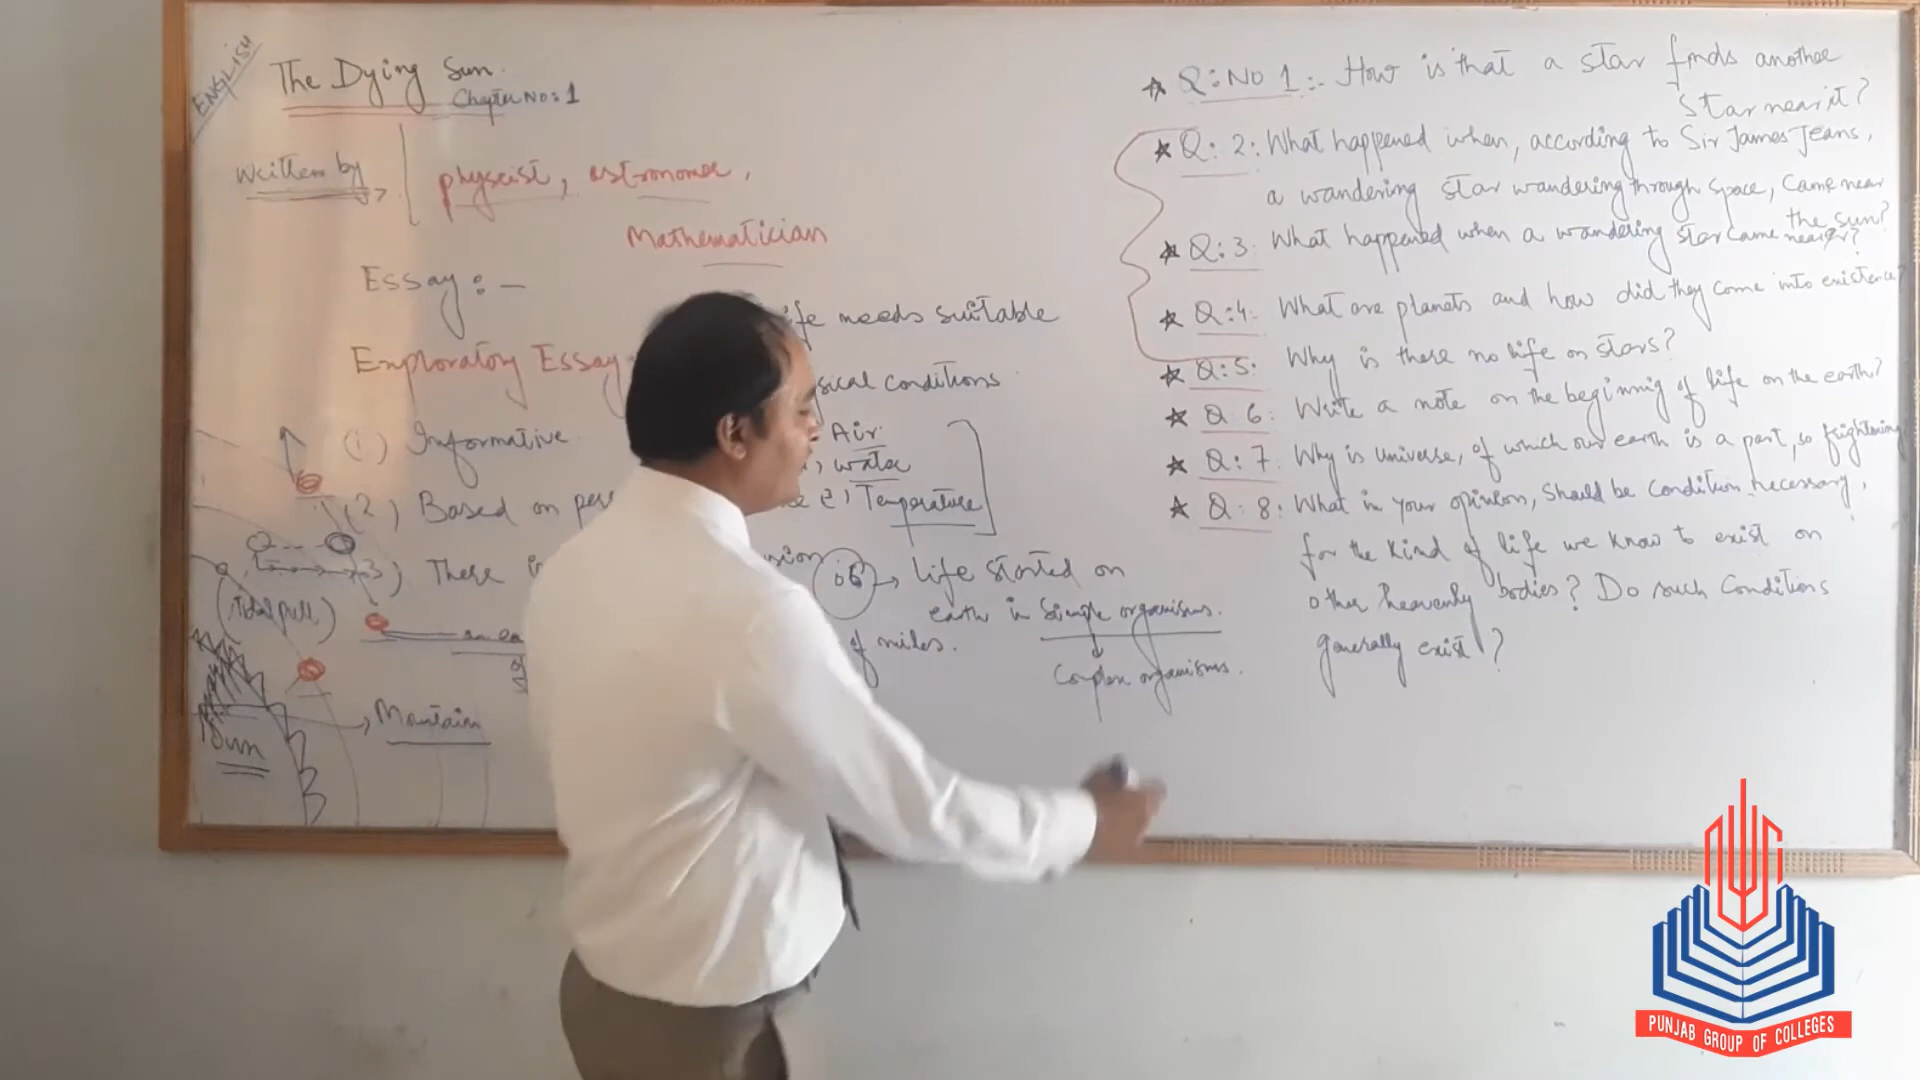 ENGLISH
The Dying Sun.
Chapter No: 1
Written by
physcist, astronomer,
Mathematician
Essay: -
Exploratory Essay
(1) Informative
(2) Based on
3) There
(Tidal pull)
Mountain
Sun
ife needs suitable
sical conditions
Air
, water
2) Temperature
Life started on
earth in Simple organisms.
of miles.
Complex organisms.
Q: No 1:- How is that a star finds another
star near it?
Q: 2: What happened when, according to Sir James Jeans,
a wandering star wandering through space, came near
the sun?
Q: 3: What happened when a wandering star came nearer?
Q: 4: What are planets and how did they come into existence?
Q: 5: Why is there no life on stars?
Q 6: Write a note on the beginning of life on the earth?
Q: 7. Why is universe, of which our earth is a part, so frightening
Q: 8: What in your opinion, should be condition necessary,
for the kind of life we know to exist on
other heavenly bodies? Do such conditions
generally exist?
PUNJAB GROUP OF COLLEGES